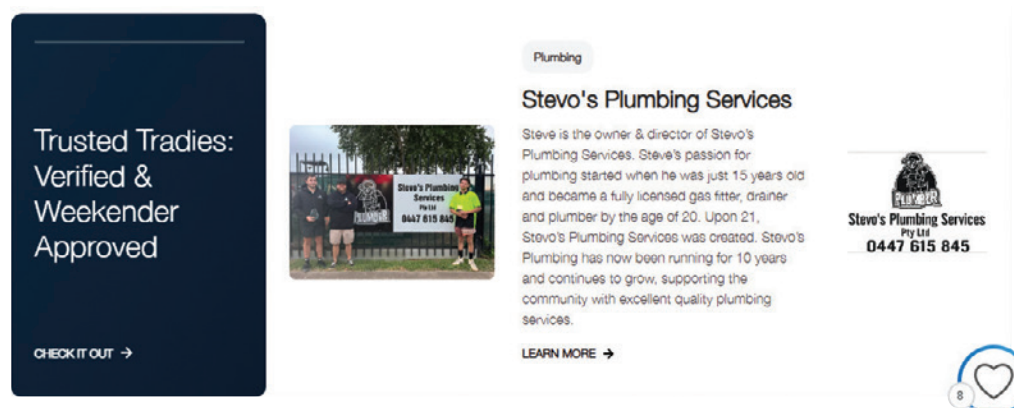 Trusted Tradies:
Verified &
Weekender
Approved
CHECK IT OUT →
Stevo's Plumbing
Services
Pty Ltd
0447 615 845
PLUMBER
Plumbing
Stevo's Plumbing Services
Steve is the owner & director of Stevo's
Plumbing Services. Steve's passion for
plumbing started when he was just 15 years old
and became a fully licensed gas fitter, drainer
and plumber by the age of 20. Upon 21,
Stevo's Plumbing Services was created. Stevo's
Plumbing has now been running for 10 years
and continues to grow, supporting the
community with excellent quality plumbing
services.
LEARN MORE →
PLUMBER
Stevo's Plumbing Services
Pty Ltd
0447 615 845
8